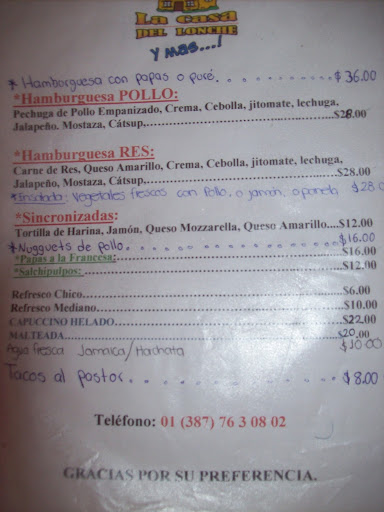 La Casa
DEL LONCHE
y mas...!
* Hamburguesa con papas o puré. . . . . . . . . . . $36.00
*Hamburguesa POLLO:
Pechuga de Pollo Empanizado, Crema, Cebolla, jitomate, lechuga,
Jalapeño. Mostaza, Cátsup,...$28.00
*Hamburguesa RES:
Carne de Res, Queso Amarillo, Crema, Cebolla, jitomate, lechuga,
Jalapeño, Mostaza, Cátsup,...$28.00
*Ensalada: Vegetales frescos con Pollo, o jamón, o panela $28.0
*Sincronizadas:
Tortilla de Harina, Jamón, Queso Mozzarella, Queso Amarillo....$12.00
*Nugguets de pollo. . . . . . . . . . . $16.00
*Papas a la Francesa:...$16.00
*Salchipulpos:...$12.00
Refresco Chico...$6.00
Refresco Mediano...$10.00
CAPUCCINO HELADO...$22.00
MALTEADA...$20.00
Agua fresca Jamaica/Horchata $10.00
Tacos al pastor. . . . . . . . . . . . $8.00
Teléfono: 01 (387) 76 3 08 02
GRACIAS POR SU PREFERENCIA.